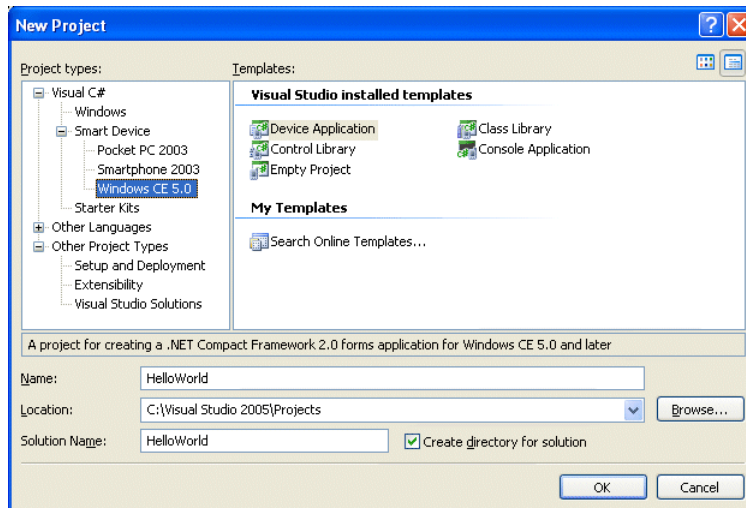 New Project
Project types:
Templates:
Visual C#
Windows
Smart Device
Pocket PC 2003
Smartphone 2003
Windows CE 5.0
Starter Kits
Other Languages
Other Project Types
Setup and Deployment
Extensibility
Visual Studio Solutions
Visual Studio installed templates
Device Application
Class Library
Control Library
Console Application
Empty Project
My Templates
Search Online Templates...
A project for creating a .NET Compact Framework 2.0 forms application for Windows CE 5.0 and later
Name:
HelloWorld
Location:
C:\Visual Studio 2005\Projects
Browse...
Solution Name:
HelloWorld
Create directory for solution
OK
Cancel